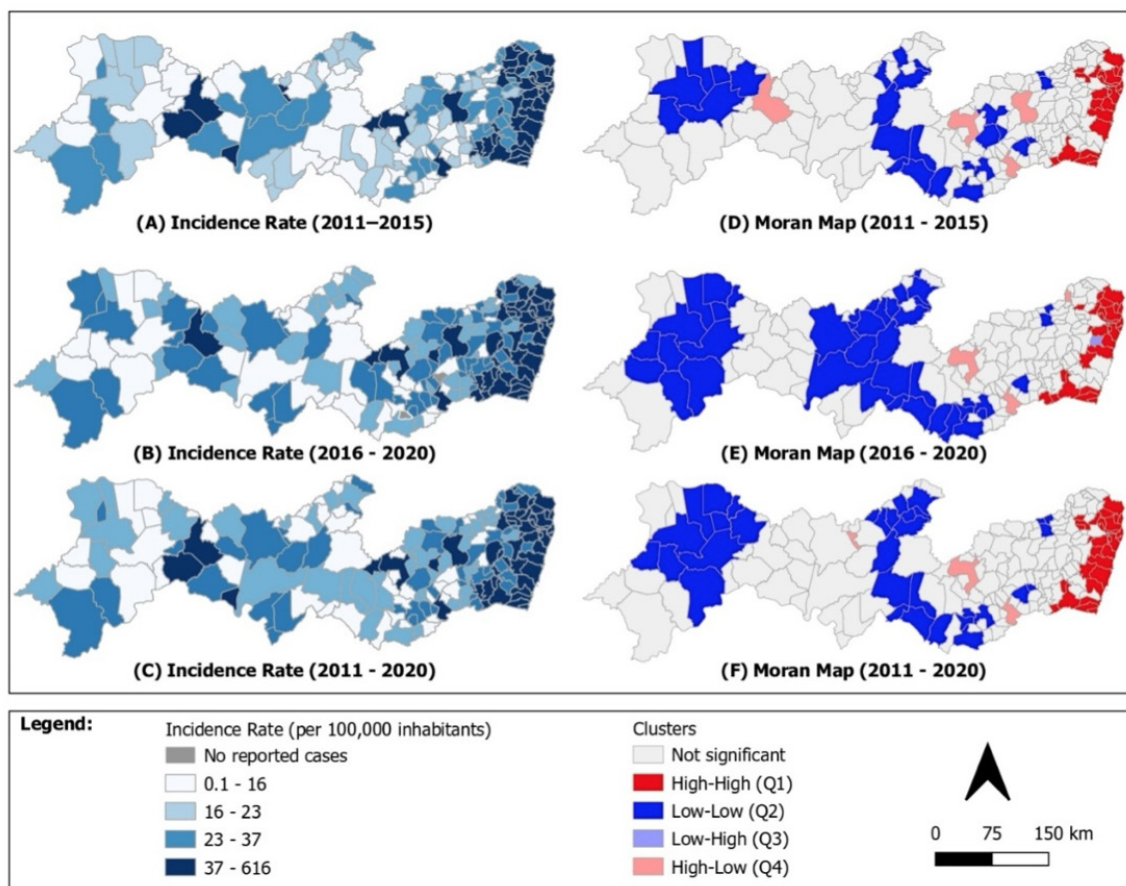 (A) Incidence Rate (2011–2015)
(D) Moran Map (2011 - 2015)
(B) Incidence Rate (2016 - 2020)
(E) Moran Map (2016 - 2020)
(C) Incidence Rate (2011 - 2020)
(F) Moran Map (2011 - 2020)
Legend:
Incidence Rate (per 100,000 inhabitants)
No reported cases
0.1 - 16
16 - 23
23 - 37
37 - 616
Clusters
Not significant
High-High (Q1)
Low-Low (Q2)
Low-High (Q3)
High-Low (Q4)
0 75 150 km